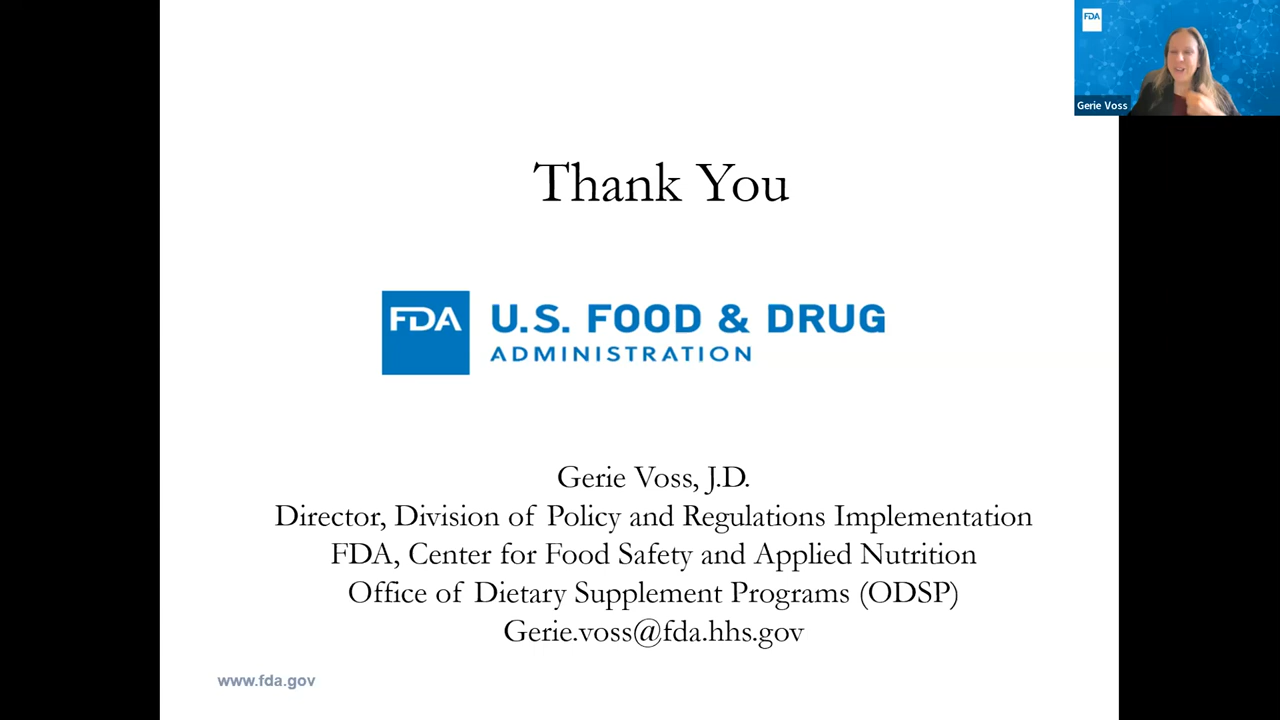 FDA
Gerie Voss
Thank You
FDA
U.S. FOOD & DRUG
ADMINISTRATION
Gerie Voss, J.D.
Director, Division of Policy and Regulations Implementation
FDA, Center for Food Safety and Applied Nutrition
Office of Dietary Supplement Programs (ODSP)
Gerie.voss@fda.hhs.gov
www.fda.gov